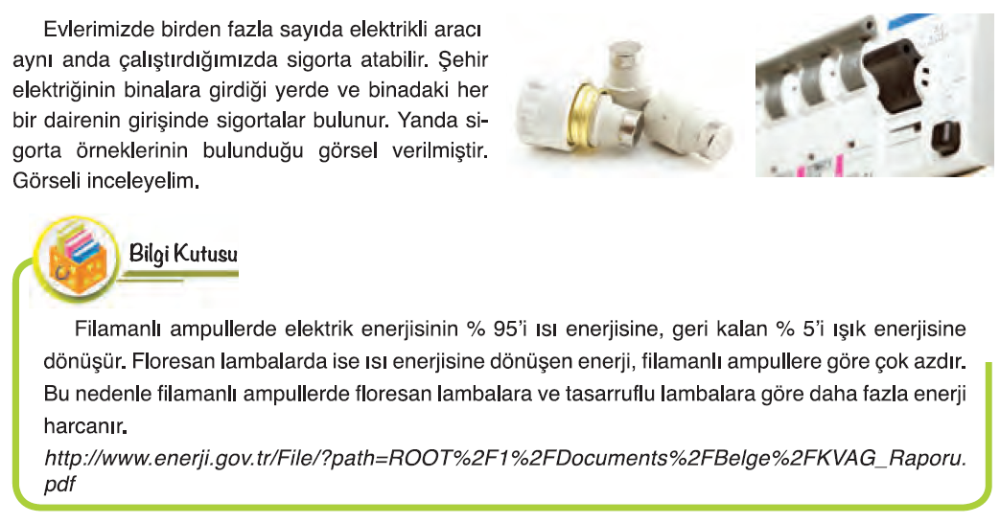 Evlerimizde birden fazla sayıda elektrikli aracı
aynı anda çalıştırdığımızda sigorta atabilir. Şehir
elektriğinin binalara girdiği yerde ve binadaki her
bir dairenin girişinde sigortalar bulunur. Yanda si-
gorta örneklerinin bulunduğu görsel verilmiştir.
Görseli inceleyelim.
Bilgi Kutusu
Filamanlı ampullerde elektrik enerjisinin % 95’i ısı enerjisine, geri kalan % 5’i ışık enerjisine
dönüşür. Floresan lambalarda ise ısı enerjisine dönüşen enerji, filamanlı ampullere göre çok azdır.
Bu nedenle filamanlı ampullerde floresan lambalara ve tasarruflu lambalara göre daha fazla enerji
harcanır.
http://www.enerji.gov.tr/File/?path=ROOT%2F1%2FDocuments%2FBelge%2FKVAG_Raporu.
pdf